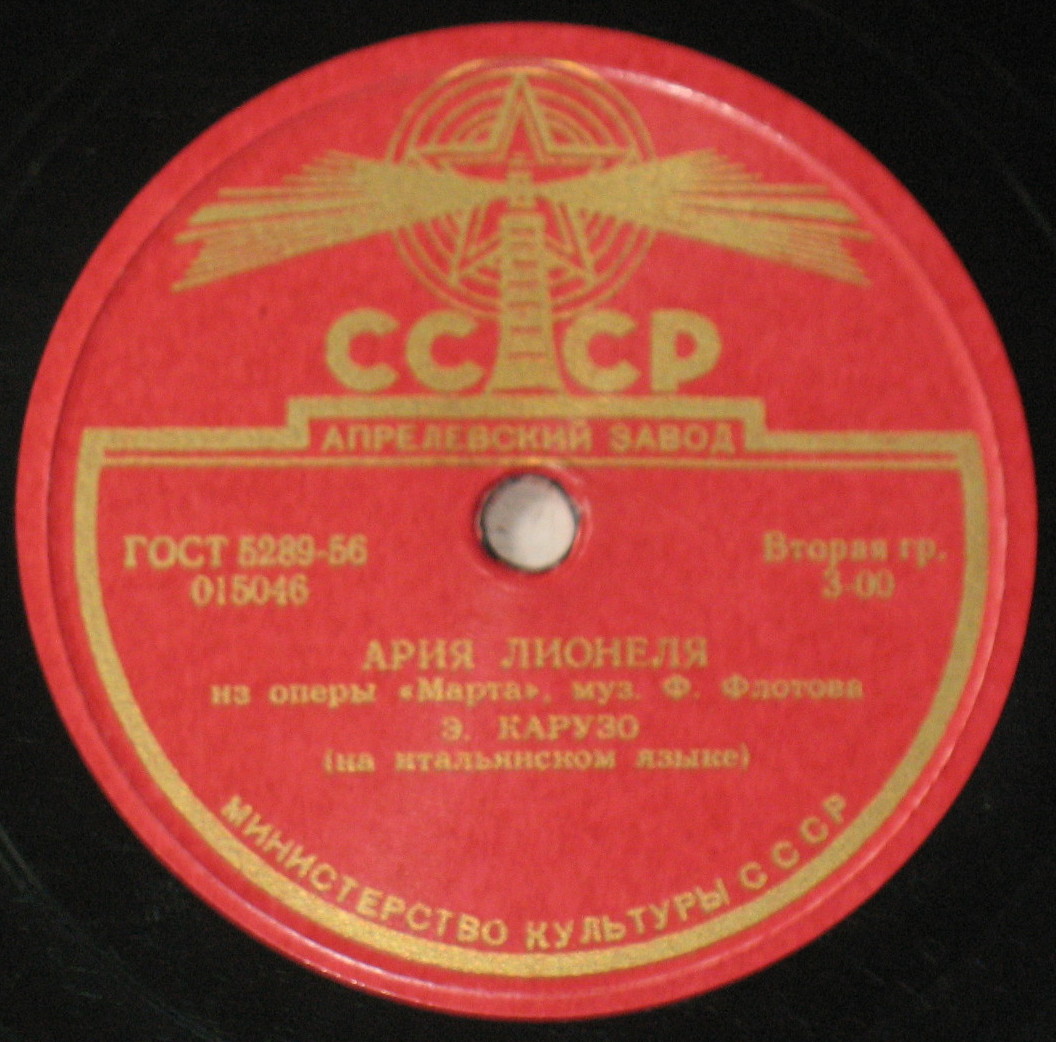 СССР
АПРЕЛЕВСКИЙ ЗАВОД
ГОСТ 5289-56
015046
Вторая гр.
3-00
АРИЯ ЛИОНЕЛЯ
из оперы «Марта», муз. Ф. Флотова
Э. КАРУЗО
(на итальянском языке)
МИНИСТЕРСТВО КУЛЬТУРЫ СССР